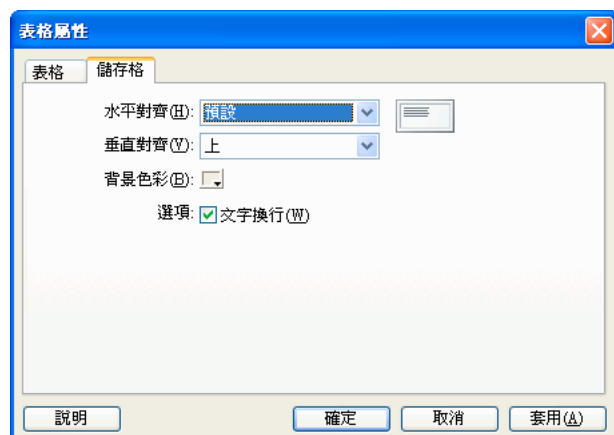 表格屬性
表格 儲存格
水平對齊(H): 預設
垂直對齊(V): 上
背景色彩(B):
選項: 文字換行(W)
說明 確定 取消 套用(A)